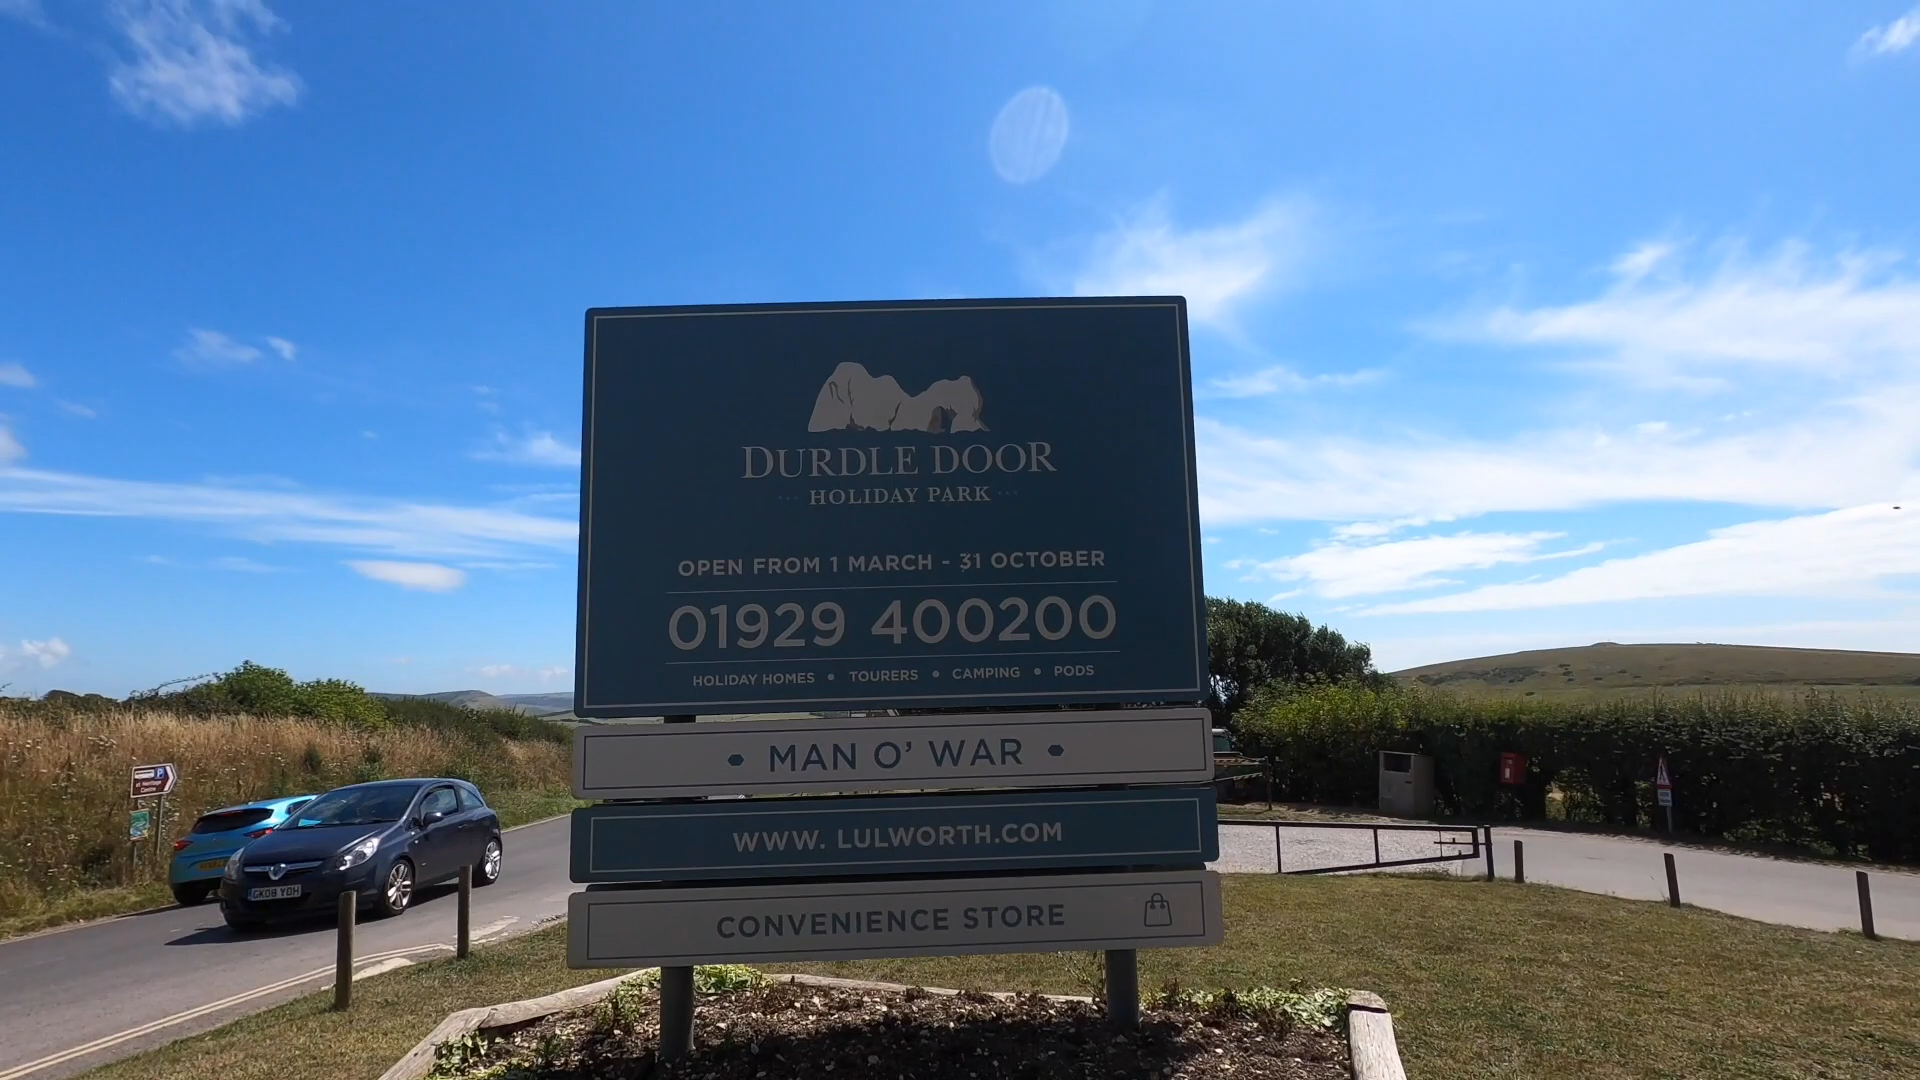 DURDLE DOOR
HOLIDAY PARK
OPEN FROM 1 MARCH - 31 OCTOBER
01929 400200
HOLIDAY HOMES • TOURERS • CAMPING • PODS
• MAN O' WAR •
WWW. LULWORTH.COM
CONVENIENCE STORE
P
GK08 YDH